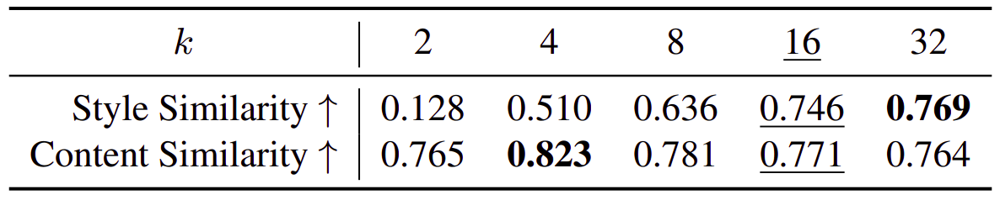 k 2 4 8 16 32
Style Similarity ↑ 0.128 0.510 0.636 0.746 0.769
Content Similarity ↑ 0.765 0.823 0.781 0.771 0.764